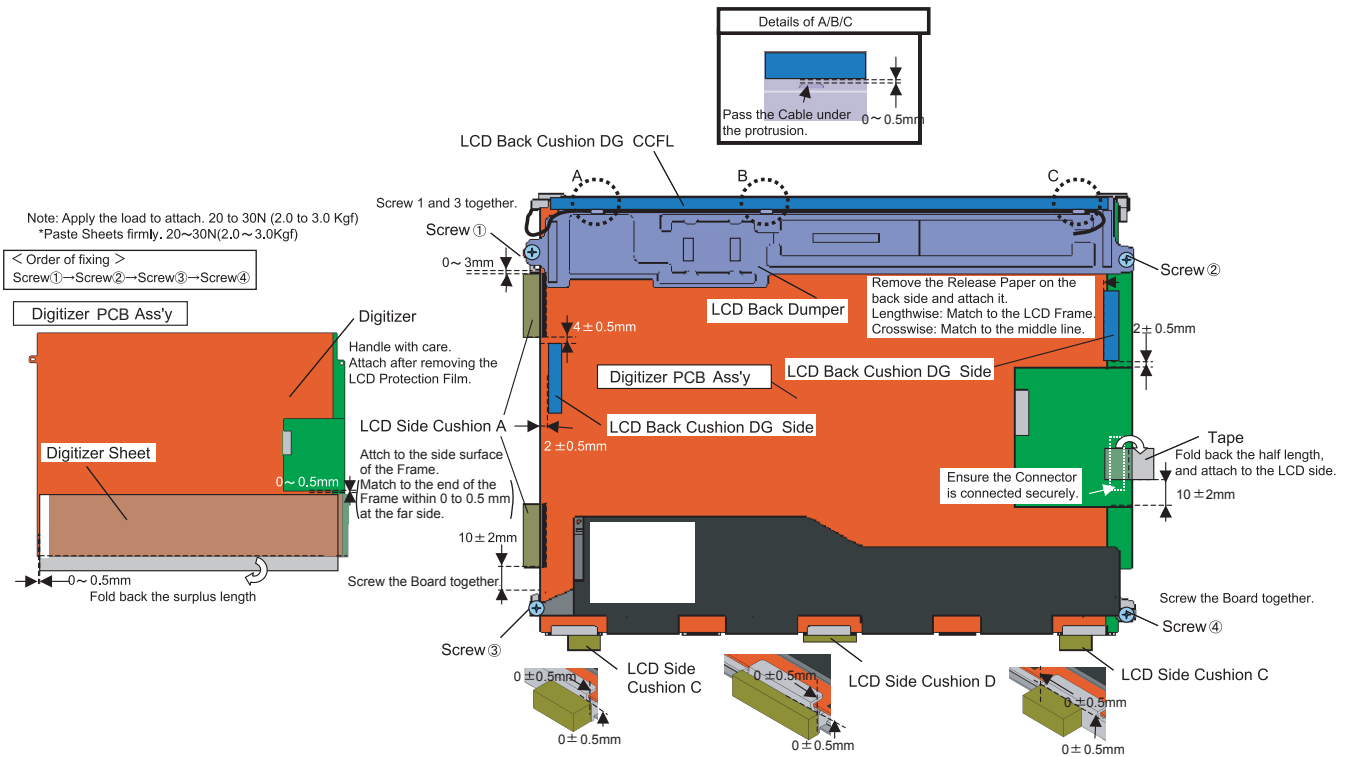 Details of A/B/C
Pass the Cable under
the protrusion.
0～0.5mm
LCD Back Cushion DG CCFL
A
B
C
Screw 1 and 3 together.
Note: Apply the load to attach. 20 to 30N (2.0 to 3.0 Kgf)
*Paste Sheets firmly. 20～30N(2.0～3.0Kgf)
Screw①
＜ Order of fixing ＞
Screw①→Screw②→Screw③→Screw④
0～3mm
Screw②
Remove the Release Paper on the
back side and attach it.
Lengthwise: Match to the LCD Frame.
Crosswise: Match to the middle line.
LCD Back Dumper
Digitizer PCB Ass'y
Digitizer
4±0.5mm
2±0.5mm
Handle with care.
Attach after removing the
LCD Protection Film.
LCD Back Cushion DG Side
Digitizer PCB Ass'y
LCD Side Cushion A
LCD Back Cushion DG Side
2±0.5mm
Tape
Fold back the half length,
and attach to the LCD side.
Digitizer Sheet
Attch to the side surface
of the Frame.
Match to the end of the
Frame within 0 to 0.5 mm
at the far side.
0～0.5mm
Ensure the Connector
is connected securely.
10±2mm
10±2mm
0～0.5mm
Fold back the surplus length
Screw the Board together.
Screw the Board together.
Screw③
Screw④
LCD Side
Cushion C
LCD Side Cushion D
LCD Side Cushion C
0±0.5mm
0±0.5mm
0±0.5mm
0±0.5mm
0±0.5mm
0±0.5mm